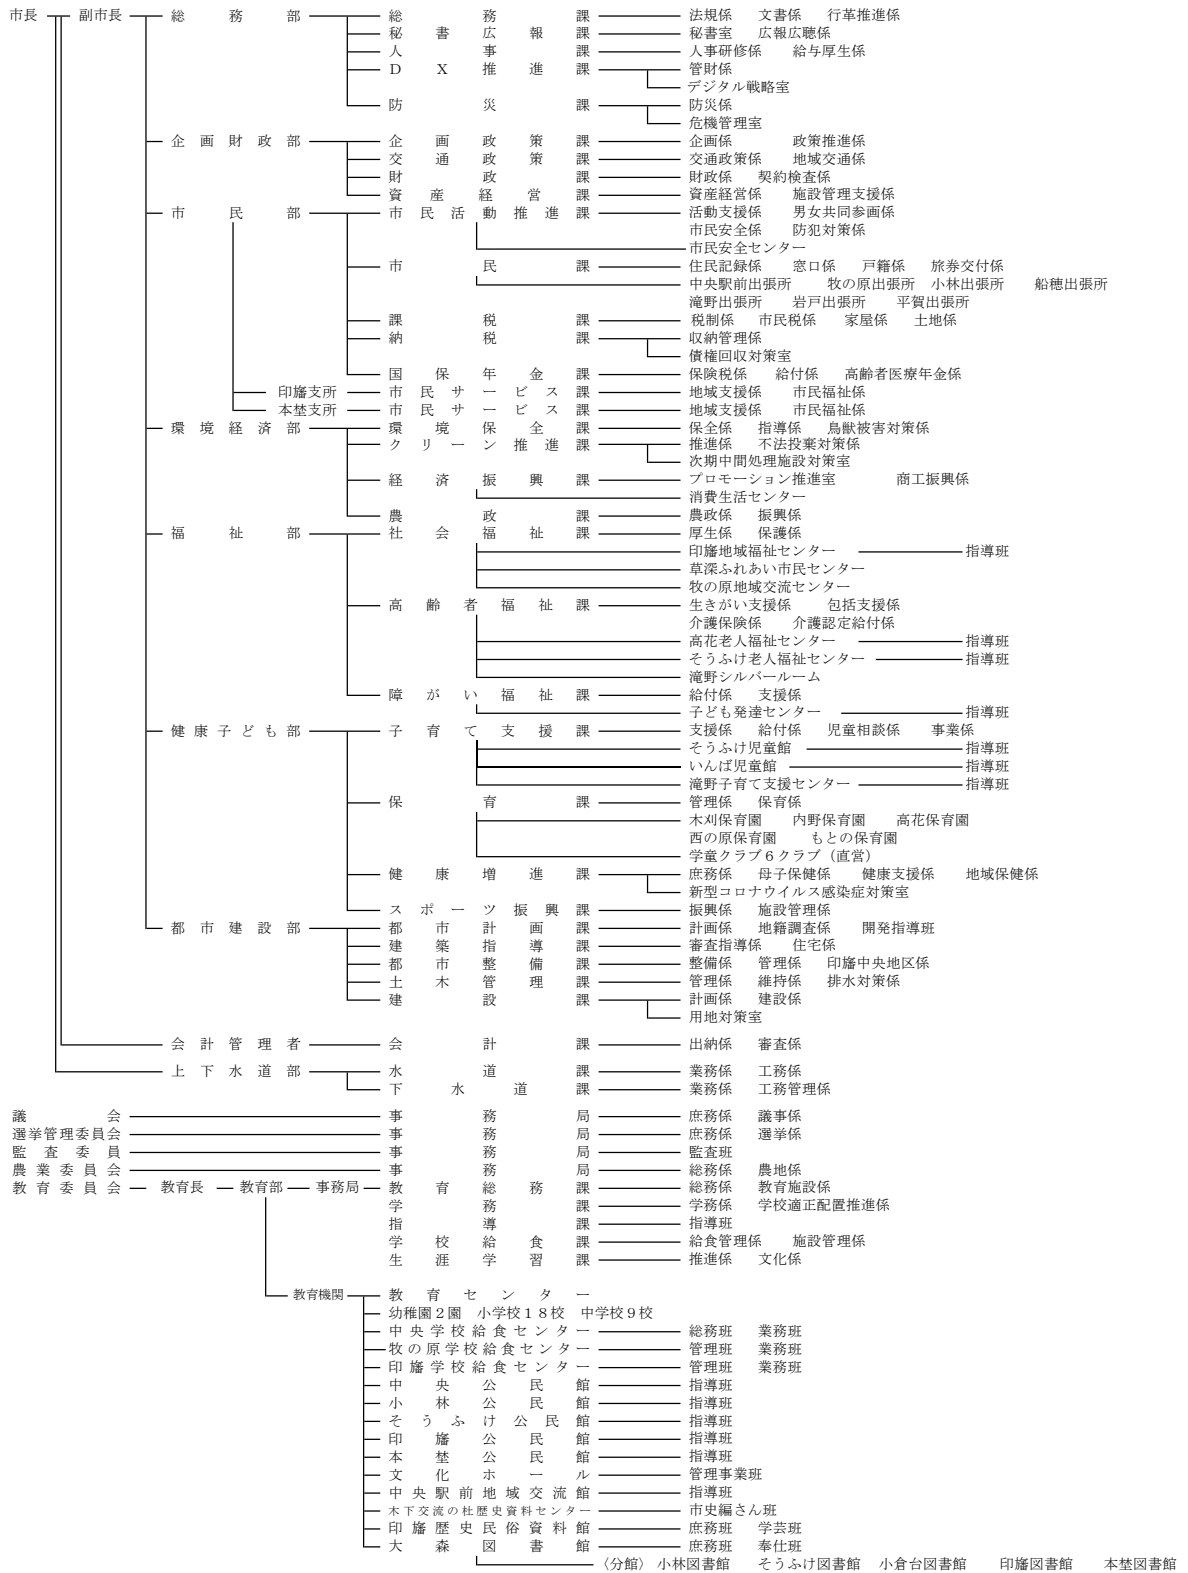 市長 副市長 総務部 総務課 法規係 文書係 行革推進係
秘書広報課 秘書室 広報広聴係
人事課 人事研修係 給与厚生係
DX推進課 管財係
デジタル戦略室
防災課 防災係
危機管理室
企画財政部 企画政策課 企画係 政策推進係
交通政策課 交通政策係 地域交通係
財政課 財政係 契約検査係
資産経営課 資産経営係 施設管理支援係
市民部 市民活動推進課 活動支援係 男女共同参画係
市民安全係 防犯対策係
市民安全センター
市民課 住民記録係 窓口係 戸籍係 旅券交付係
中央駅前出張所 牧の原出張所 小林出張所 船穂出張所
滝野出張所 岩戸出張所 平賀出張所
課税課 税制係 市民税係 家屋係 土地係
納税課 収納管理係
債権回収対策室
国保年金課 保険税係 給付係 高齢者医療年金係
印旛支所 市民サービス課 地域支援係 市民福祉係
本埜支所 市民サービス課 地域支援係 市民福祉係
環境経済部 環境保全課 保全係 指導係 鳥獣被害対策係
クリーン推進課 推進係 不法投棄対策係
次期中間処理施設対策室
経済振興課 プロモーション推進室 商工振興係
消費生活センター
農政課 農政係 振興係
福祉部 社会福祉課 厚生係 保護係
印旛地域福祉センター 指導班
草深ふれあい市民センター
牧の原地域交流センター
高齢者福祉課 生きがい支援係 包括支援係
介護保険係 介護認定給付係
高花老人福祉センター 指導班
そうふけ老人福祉センター 指導班
滝野シルバールーム
障がい福祉課 給付係 支援係
子ども発達センター 指導班
健康子ども部 子育て支援課 支援係 給付係 児童相談係 事業係
そうふけ児童館 指導班
いんば児童館 指導班
滝野子育て支援センター 指導班
保育課 管理係 保育係
木刈保育園 内野保育園 高花保育園
西の原保育園 もとの保育園
学童クラブ6クラブ(直営)
健康増進課 庶務係 母子保健係 健康支援係 地域保健係
新型コロナウイルス感染症対策室
スポーツ振興課 振興係 施設管理係
都市建設部 都市計画課 計画係 地籍調査係 開発指導班
建築指導課 審査指導係 住宅係
都市整備課 整備係 管理係 印旛中央地区係
土木管理課 管理係 維持係 排水対策係
建設課 計画係 建設係
用地対策室
会計管理者 会計課 出納係 審査係
上下水道部 水道課 業務係 工務係
下水道課 業務係 工務管理係
議会 事務局 庶務係 議事係
選挙管理委員会 事務局 庶務係 選挙係
監査委員 事務局 監査班
農業委員会 事務局 総務係 農地係
教育委員会 教育長 教育部 事務局 教育総務課 総務係 教育施設係
学務課 学務係 学校適正配置推進係
指導課 指導班
学校給食課 給食管理係 施設管理係
生涯学習課 推進係 文化係
教育機関 教育センター
幼稚園2園 小学校18校 中学校9校
中央学校給食センター 総務班 業務班
牧の原学校給食センター 管理班 業務班
印旛学校給食センター 管理班 業務班
中央公民館 指導班
小林公民館 指導班
そうふけ公民館 指導班
印旛公民館 指導班
本埜公民館 指導班
文化ホール 管理事業班
中央駅前地域交流館 指導班
木下交流の杜歴史資料センター 市史編さん班
印旛歴史民俗資料館 庶務班 学芸班
大森図書館 庶務班 奉仕班
〈分館〉小林図書館 そうふけ図書館 小倉台図書館 印旛図書館 本埜図書館